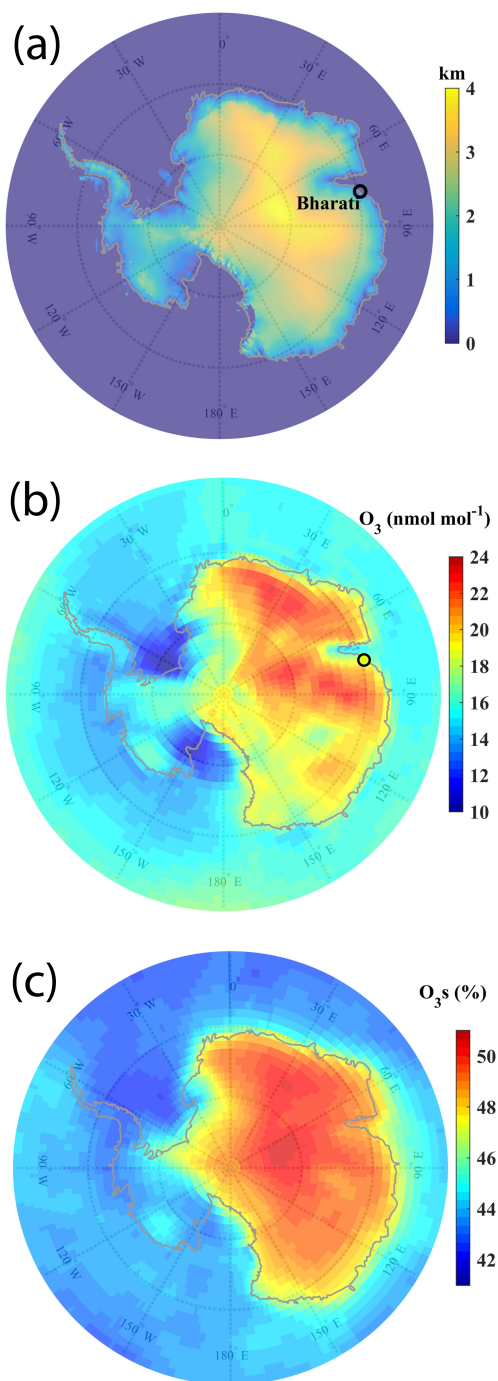 (a)
0°
30° W
30° E
km
4
60° W
60° E
3
Bharati
90° W
90° E
2
1
120° W
120° E
0
150° W
150° E
180° E
(b)
0°
O₃ (nmol mol⁻¹)
30° W
30° E
24
60° W
60° E
22
20
90° W
90° E
18
16
14
120° W
120° E
12
10
150° W
150° E
180° E
(c)
O₃s (%)
0°
30° W
30° E
50
60° W
60° E
48
90° W
90° E
46
44
120° W
120° E
42
150° W
150° E
180° E